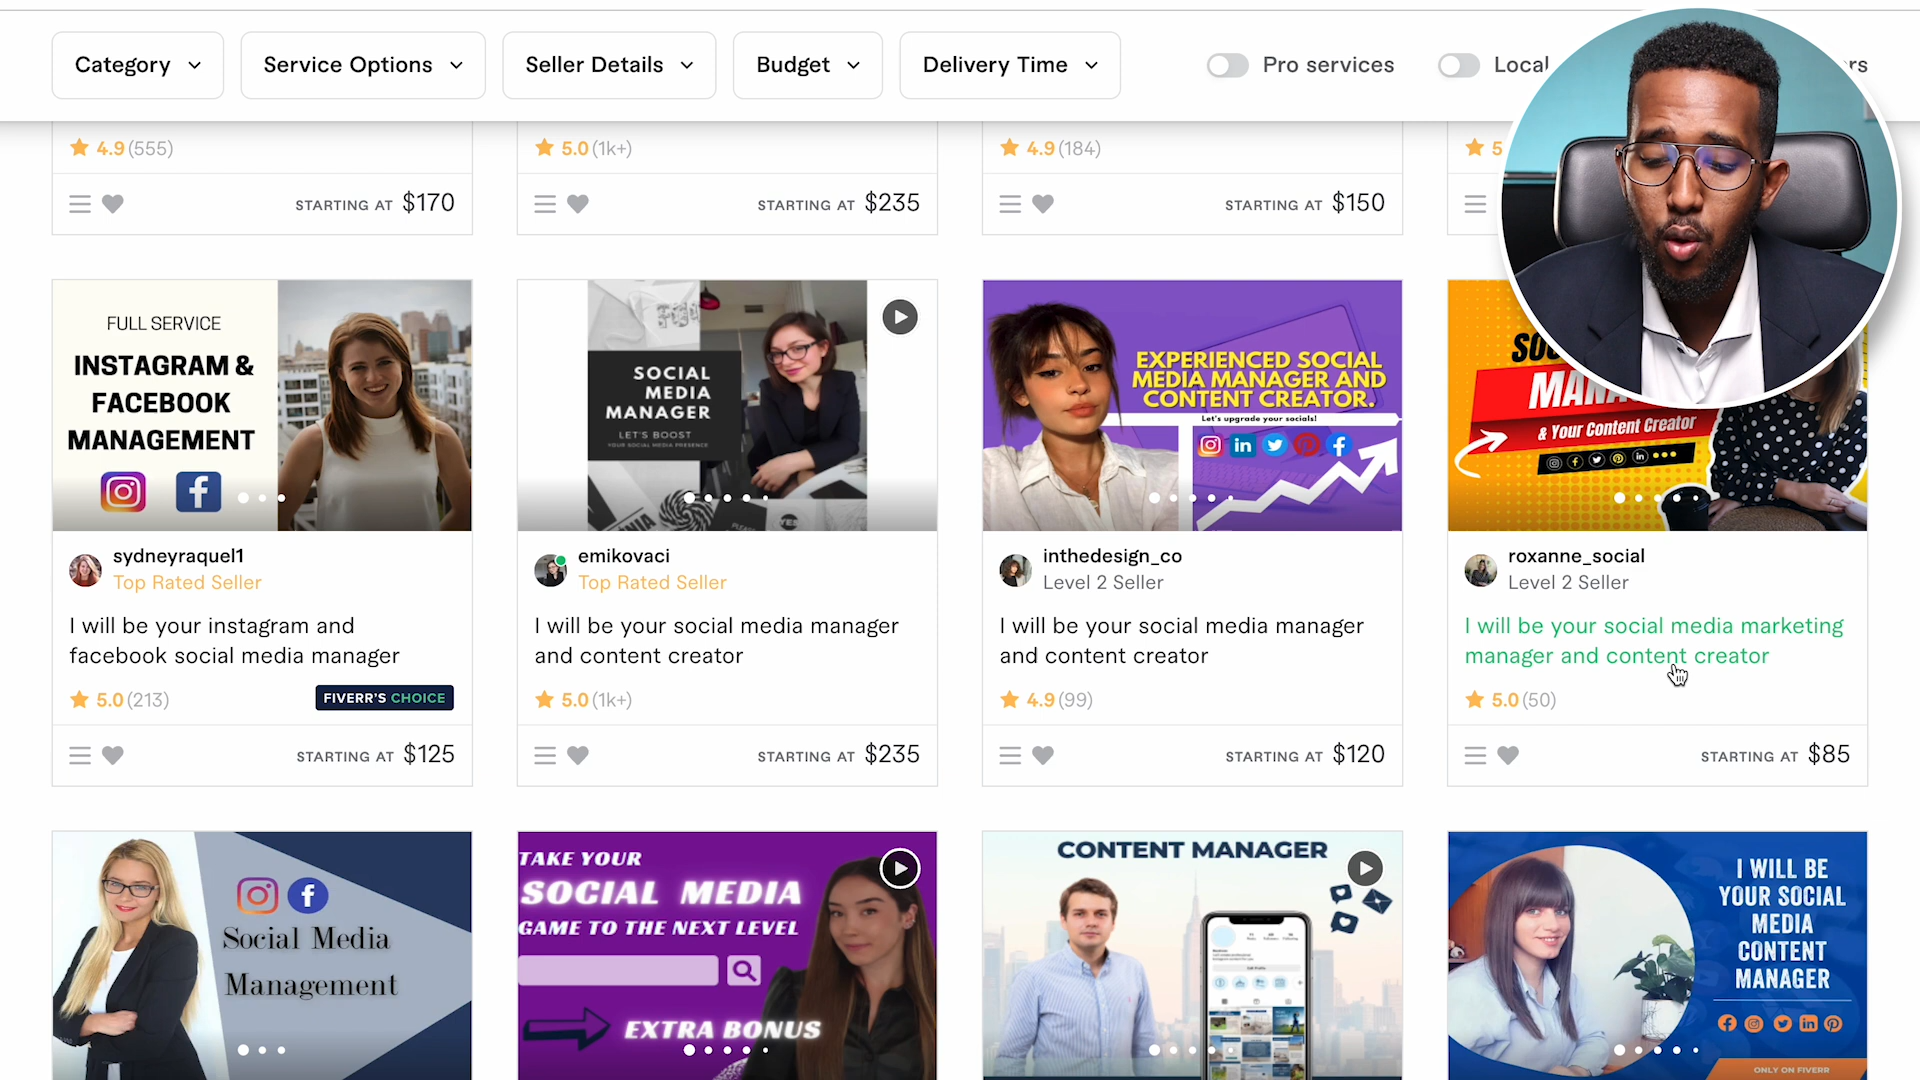 Category
Service Options
Seller Details
Budget
Delivery Time
Pro services
Local
rs
4.9 (555)
5.0 (1k+)
4.9 (184)
5
STARTING AT $170
STARTING AT $235
STARTING AT $150
FULL SERVICE
INSTAGRAM &
FACEBOOK
MANAGEMENT
SOCIAL
MEDIA
MANAGER
LET'S BOOST
YOUR SOCIAL MEDIA PRESENCE
EXPERIENCED SOCIAL
MEDIA MANAGER AND
CONTENT CREATOR.
Let's upgrade your socials!
& Your Content Creator
sydneyraquel1
Top Rated Seller
I will be your instagram and
facebook social media manager
5.0 (213)
FIVERR'S CHOICE
STARTING AT $125
emikovaci
Top Rated Seller
I will be your social media manager
and content creator
5.0 (1k+)
STARTING AT $235
inthedesign_co
Level 2 Seller
I will be your social media manager
and content creator
4.9 (99)
STARTING AT $120
roxanne_social
Level 2 Seller
I will be your social media marketing
manager and content creator
5.0 (50)
STARTING AT $85
Social Media
Management
TAKE YOUR
SOCIAL MEDIA
GAME TO THE NEXT LEVEL
EXTRA BONUS
CONTENT MANAGER
I WILL BE
YOUR SOCIAL
MEDIA
CONTENT
MANAGER
ONLY ON FIVERR